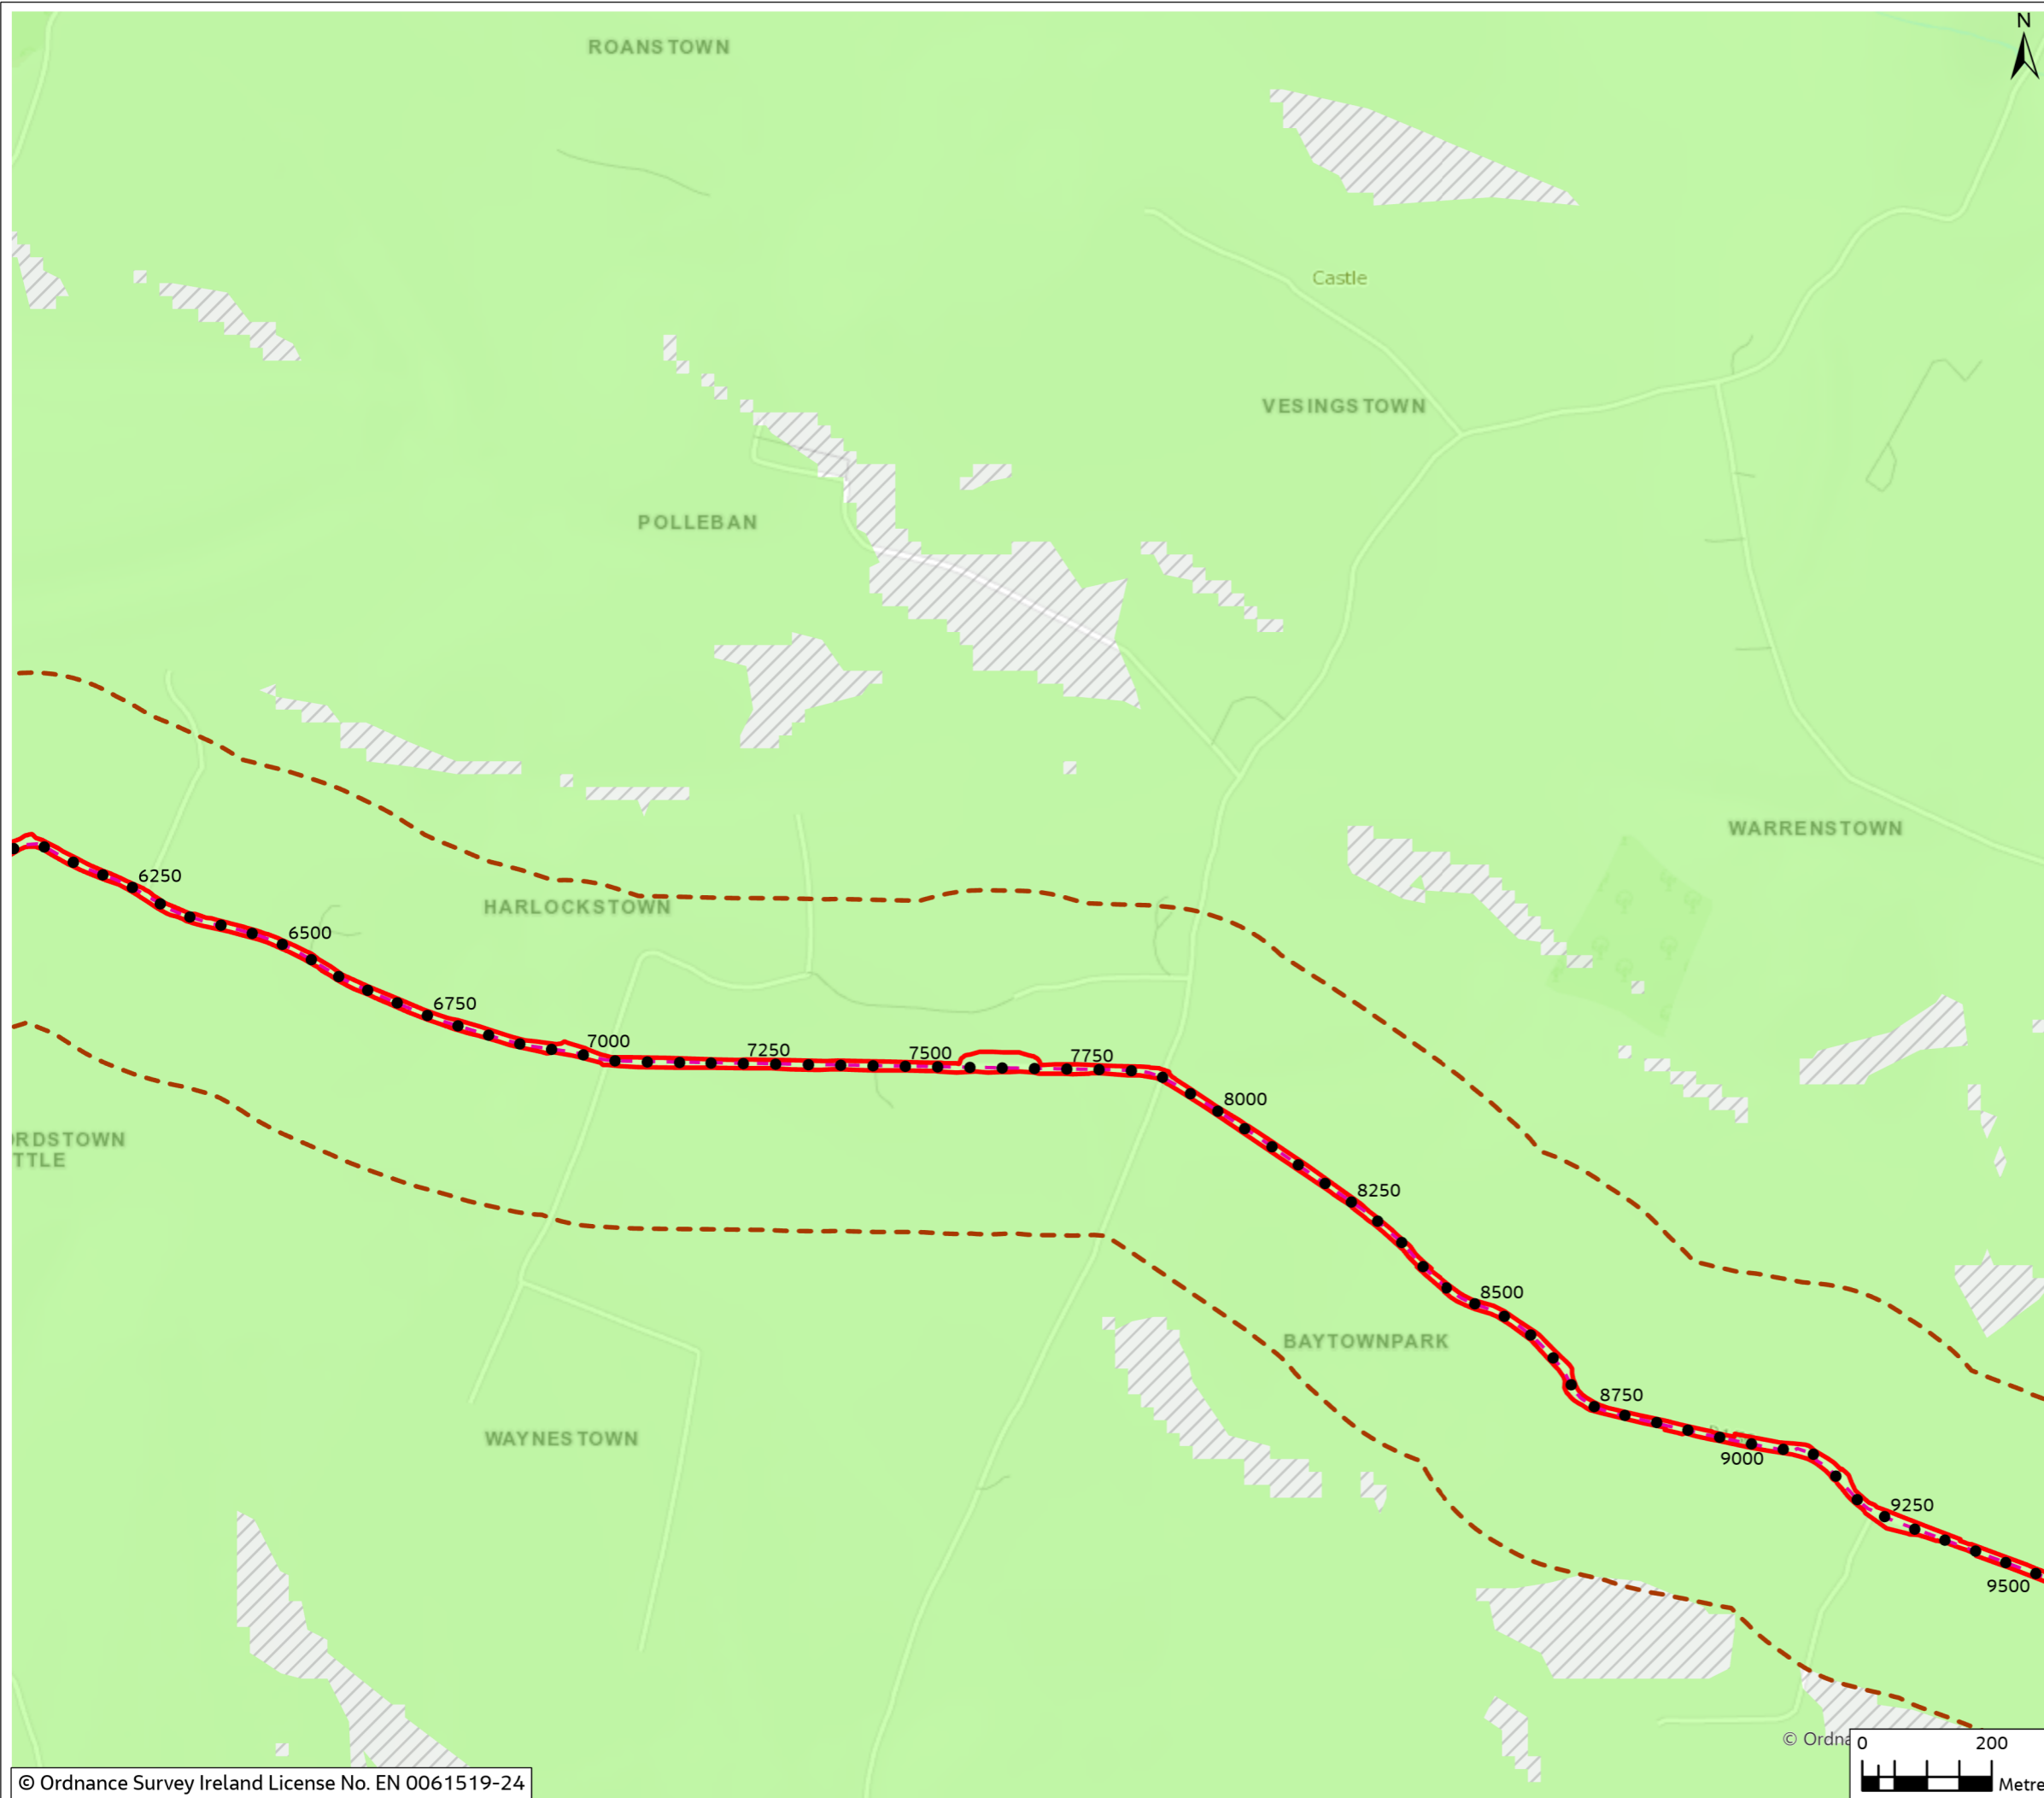 N
ROANSTOWN
Castle
VESINGSTOWN
POLLEBAN
WARRENSTOWN
6250
HARLOCKSTOWN
6500
6750
7000
7250
7500
7750
8000
RDSTOWN
TTLE
8250
8500
BAYTOWNPARK
8750
WAYNESTOWN
9000
9250
9500
© Ordna
0 200
Metre
© Ordnance Survey Ireland License No. EN 0061519-24